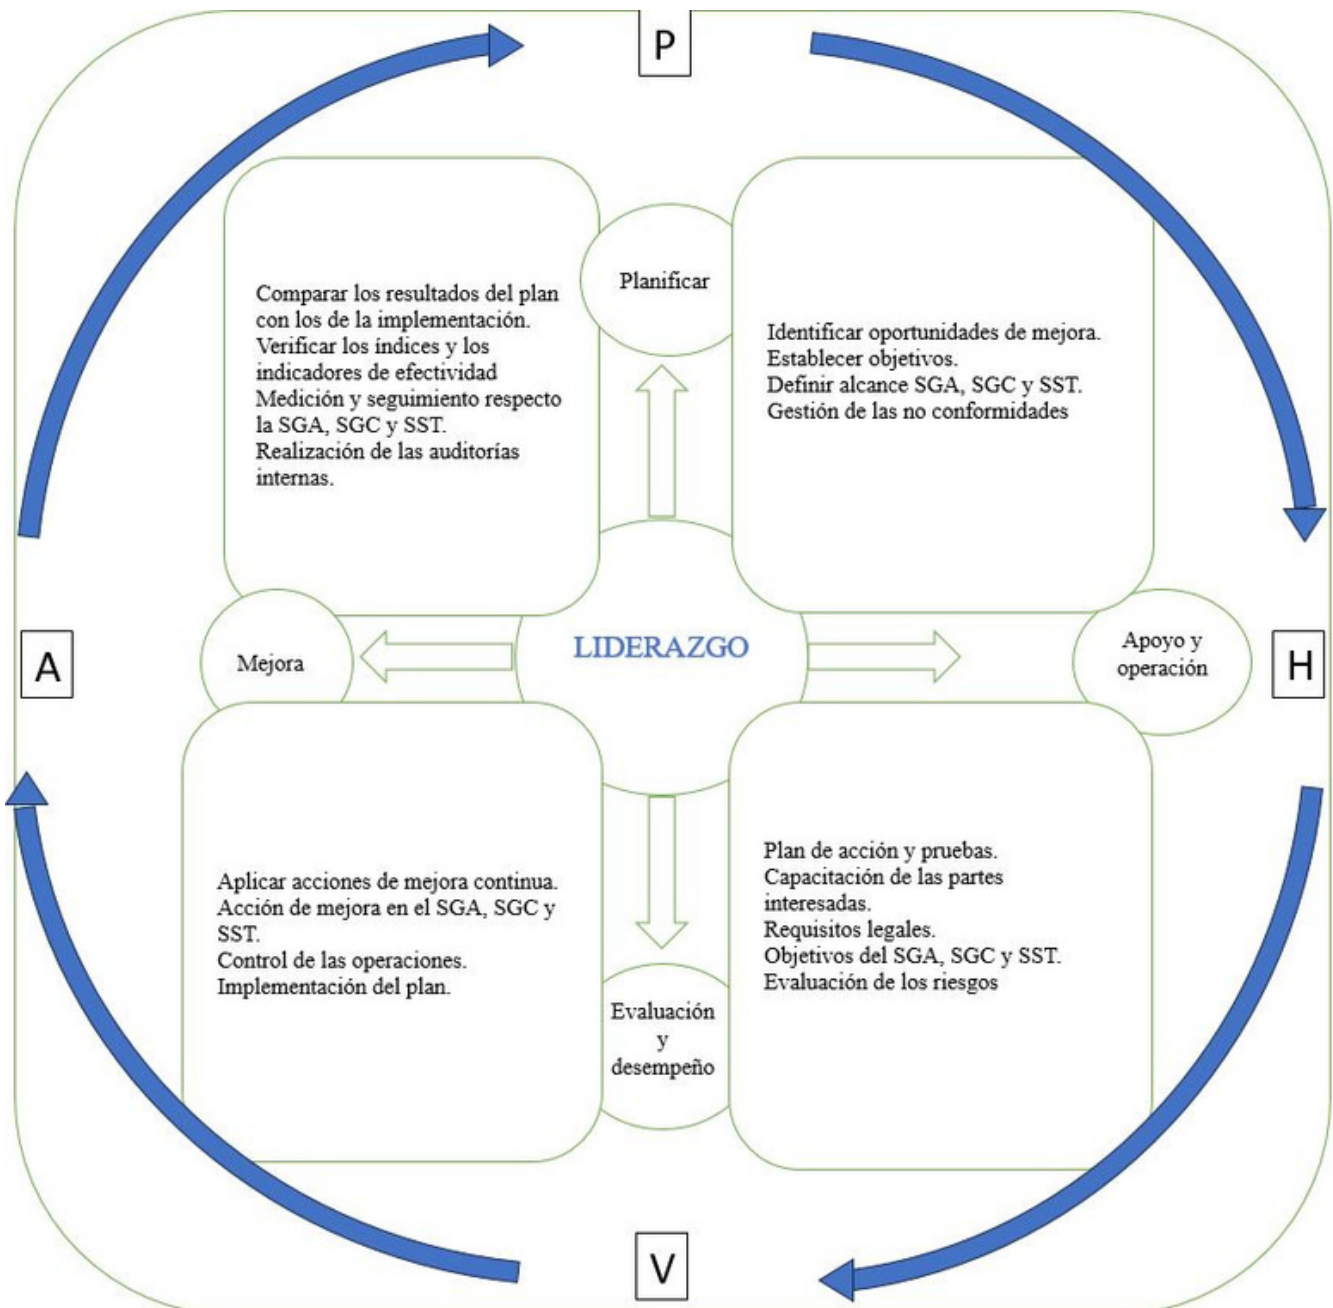 P
Planificar
Comparar los resultados del plan
con los de la implementación.
Verificar los índices y los
indicadores de efectividad
Medición y seguimiento respecto
la SGA, SGC y SST.
Realización de las auditorías
internas.
Identificar oportunidades de mejora.
Establecer objetivos.
Definir alcance SGA, SGC y SST.
Gestión de las no conformidades
A
Mejora
LIDERAZGO
Apoyo y
operación
H
Aplicar acciones de mejora continua.
Acción de mejora en el SGA, SGC y
SST.
Control de las operaciones.
Implementación del plan.
Plan de acción y pruebas.
Capacitación de las partes
interesadas.
Requisitos legales.
Objetivos del SGA, SGC y SST.
Evaluación de los riesgos
Evaluación
y
desempeño
V